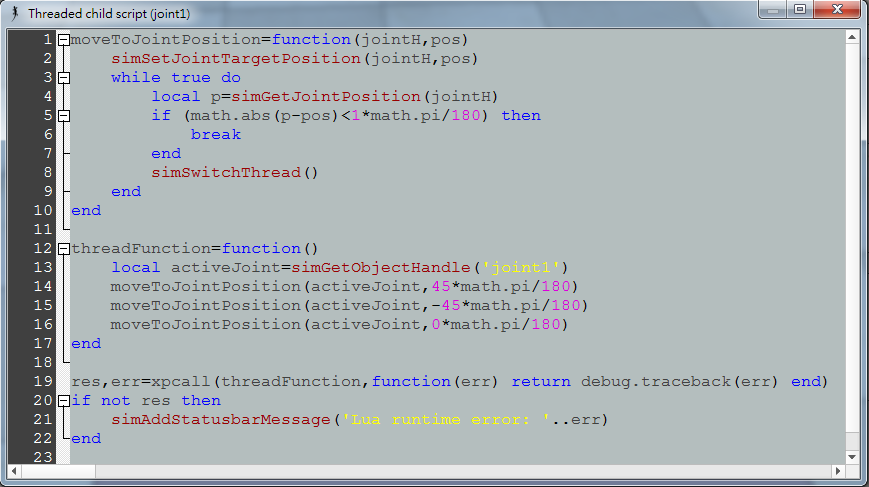 Threaded child script (joint1)
1 moveToJointPosition=function(jointH,pos)
2     simSetJointTargetPosition(jointH,pos)
3     while true do
4         local p=simGetJointPosition(jointH)
5         if (math.abs(p-pos)<1*math.pi/180) then
6             break
7         end
8         simSwitchThread()
9     end
10 end
11
12 threadFunction=function()
13     local activeJoint=simGetObjectHandle('joint1')
14     moveToJointPosition(activeJoint,45*math.pi/180)
15     moveToJointPosition(activeJoint,-45*math.pi/180)
16     moveToJointPosition(activeJoint,0*math.pi/180)
17 end
18
19 res,err=xpcall(threadFunction,function(err) return debug.traceback(err) end)
20 if not res then
21     simAddStatusbarMessage('Lua runtime error: '..err)
22 end
23